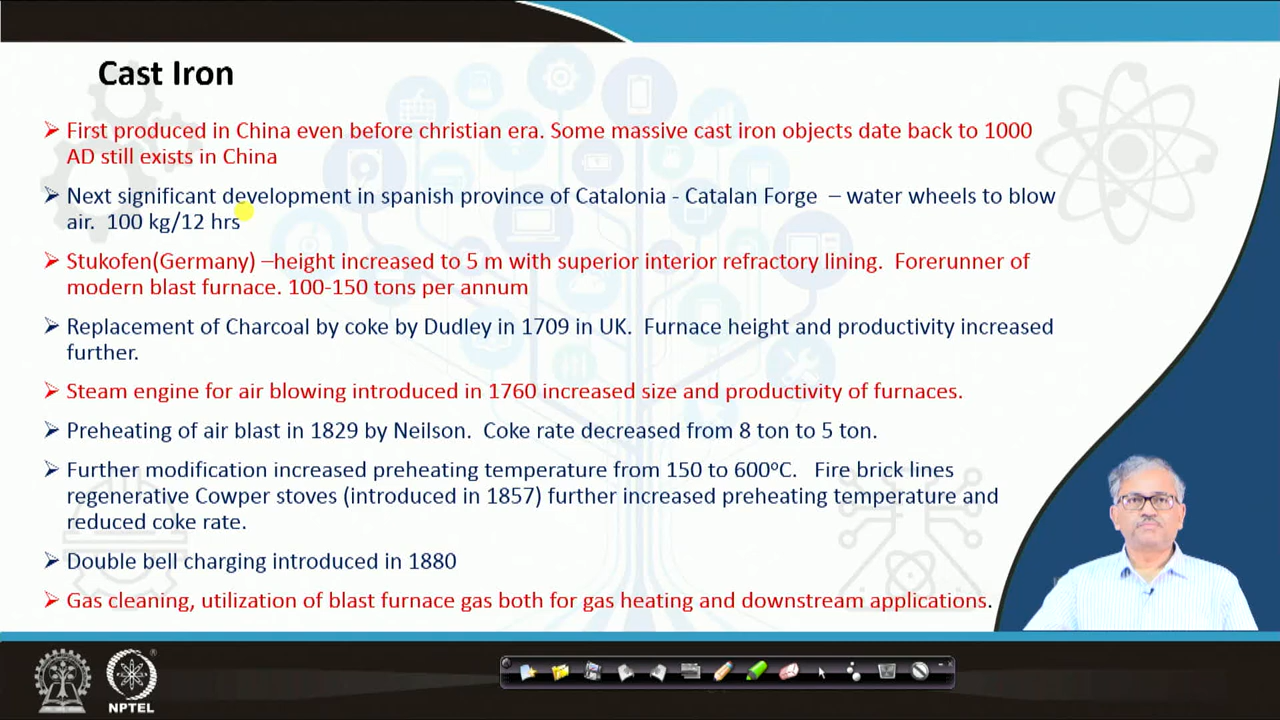 Cast Iron
➢ First produced in China even before christian era. Some massive cast iron objects date back to 1000
AD still exists in China
➢ Next significant development in spanish province of Catalonia - Catalan Forge – water wheels to blow
air. 100 kg/12 hrs
➢ Stukofen(Germany) –height increased to 5 m with superior interior refractory lining. Forerunner of
modern blast furnace. 100-150 tons per annum
➢ Replacement of Charcoal by coke by Dudley in 1709 in UK. Furnace height and productivity increased
further.
➢ Steam engine for air blowing introduced in 1760 increased size and productivity of furnaces.
➢ Preheating of air blast in 1829 by Neilson. Coke rate decreased from 8 ton to 5 ton.
➢ Further modification increased preheating temperature from 150 to 600ºC. Fire brick lines
regenerative Cowper stoves (introduced in 1857) further increased preheating temperature and
reduced coke rate.
➢ Double bell charging introduced in 1880
➢ Gas cleaning, utilization of blast furnace gas both for gas heating and downstream applications.
NPTEL